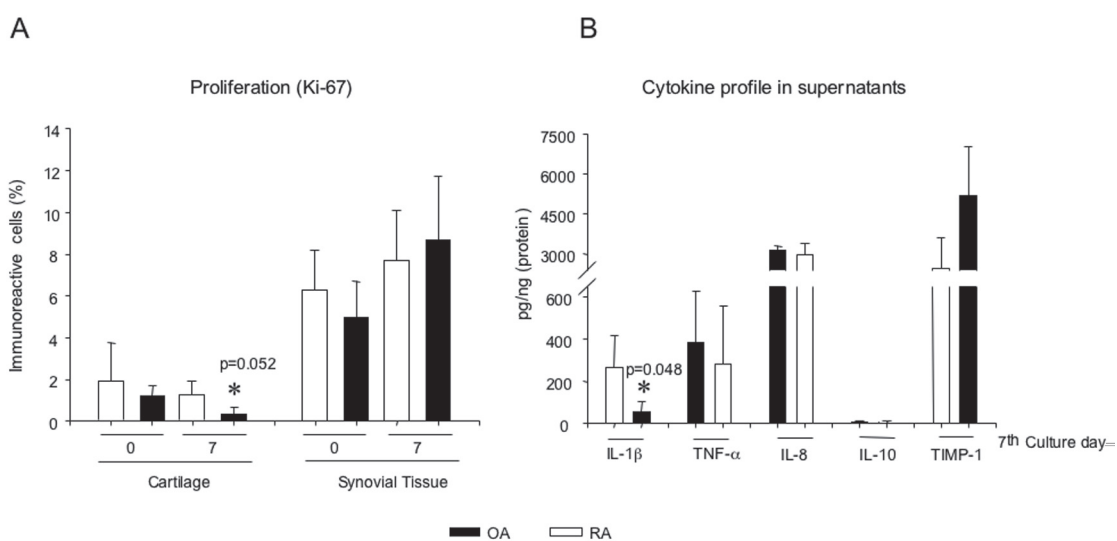 A
B
Proliferation (Ki-67)
Cytokine profile in supernatants
Immunoreactive cells (%)
14
12
10
8
6
4
2
0
p=0.052
*
0
7
0
7
Cartilage
Synovial Tissue
pg/ng (protein )
7500
6000
4500
3000
600
400
200
0
p=0.048
*
IL-1β
TNF-α
IL-8
IL-10
TIMP-1
7th Culture day
OA
RA